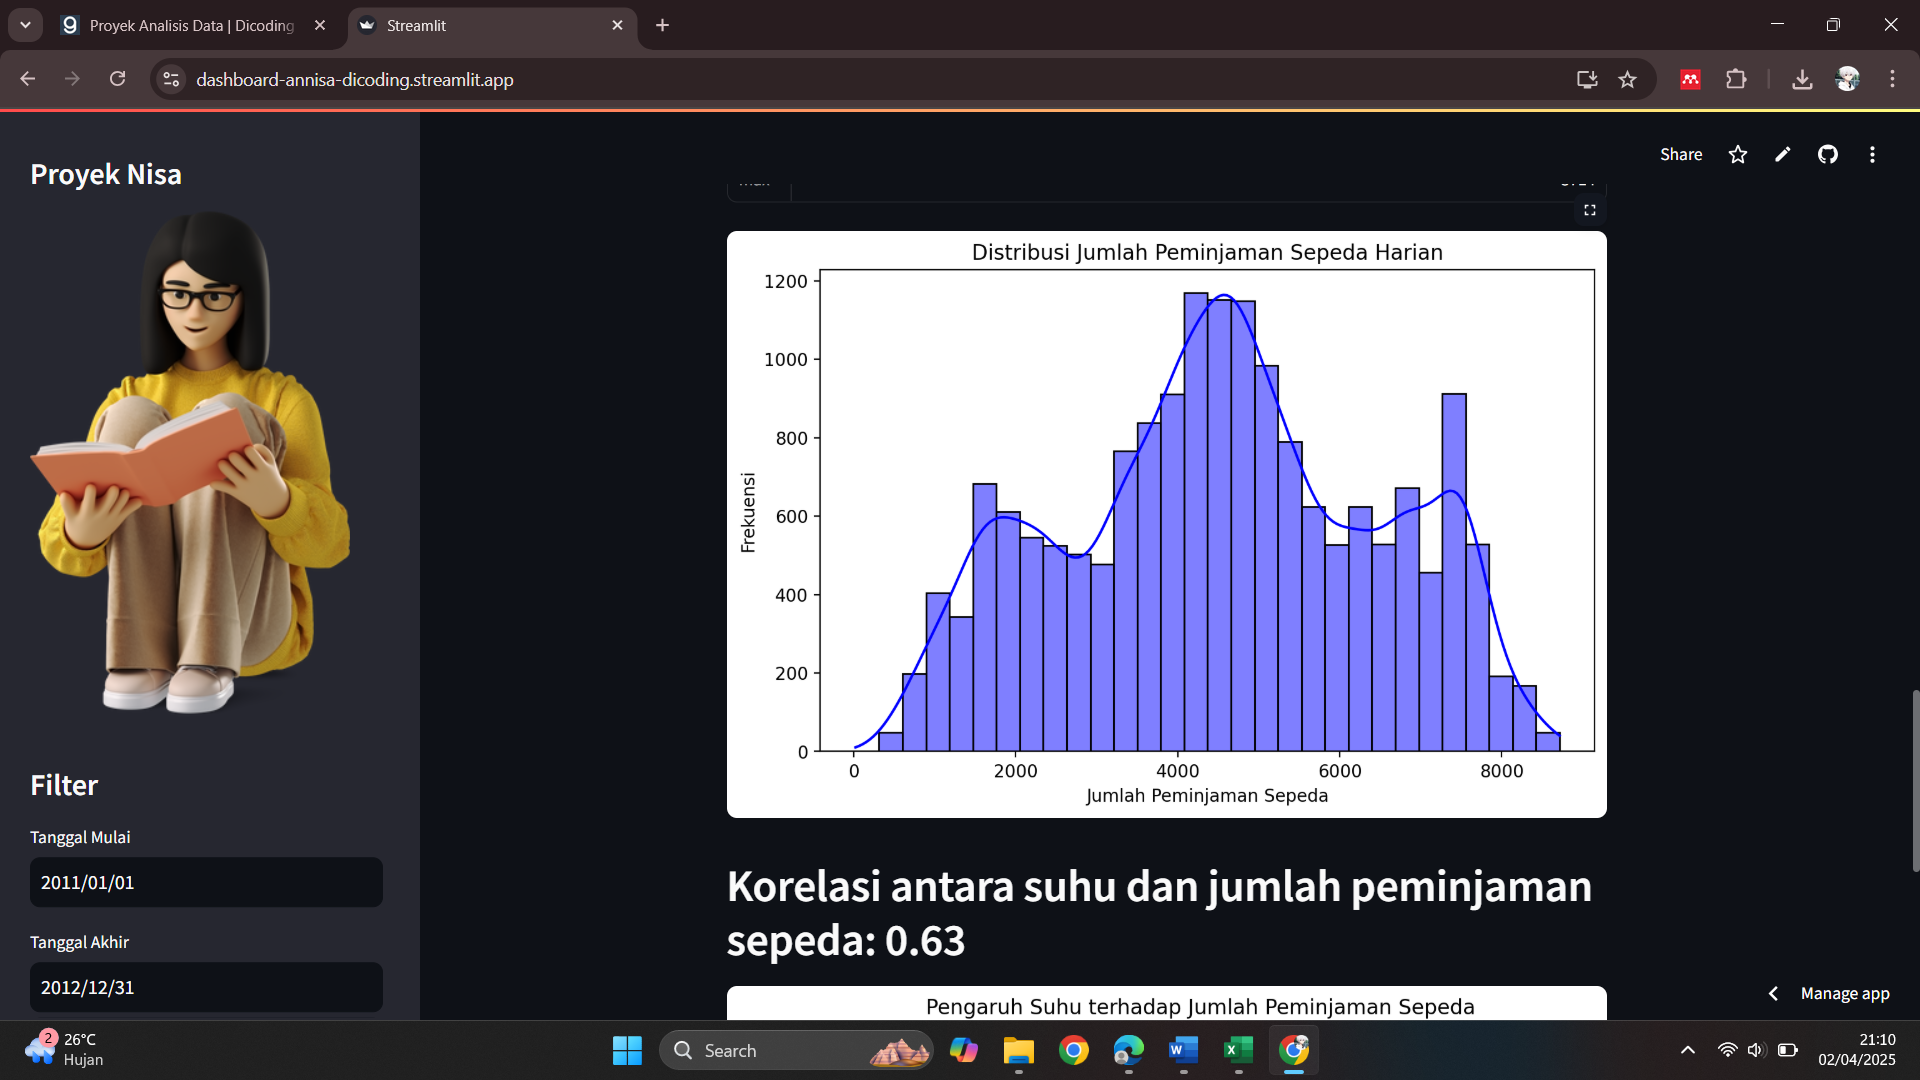 Proyek Analisis Data | Dicoding
Streamlit
dashboard-annisa-dicoding.streamlit.app
Share
Proyek Nisa
Filter
Tanggal Mulai
2011/01/01
Tanggal Akhir
2012/12/31
Distribusi Jumlah Peminjaman Sepeda Harian
1200
1000
800
600
400
200
0
Frekuensi
0 2000 4000 6000 8000
Jumlah Peminjaman Sepeda
Korelasi antara suhu dan jumlah peminjaman
sepeda: 0.63
Pengaruh Suhu terhadap Jumlah Peminjaman Sepeda
Manage app
2
26°C
Hujan
Search
21:10
02/04/2025